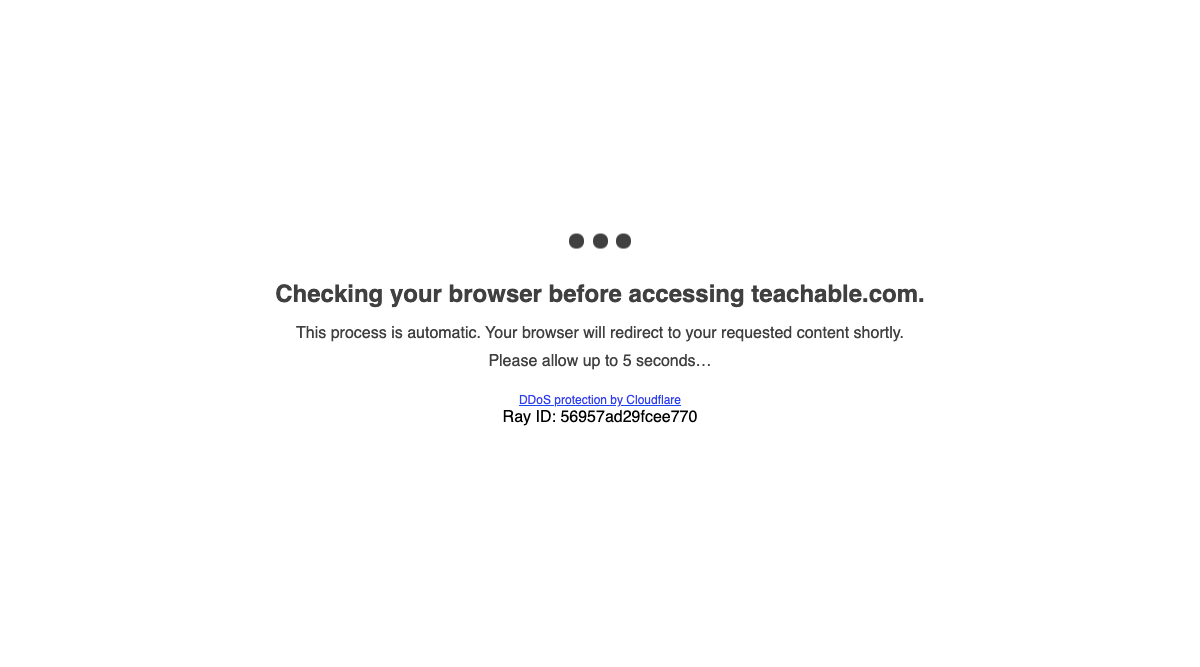 Checking your browser before accessing teachable.com.
This process is automatic. Your browser will redirect to your requested content shortly.
Please allow up to 5 seconds…
DDoS protection by Cloudflare
Ray ID: 56957ad29fcee770